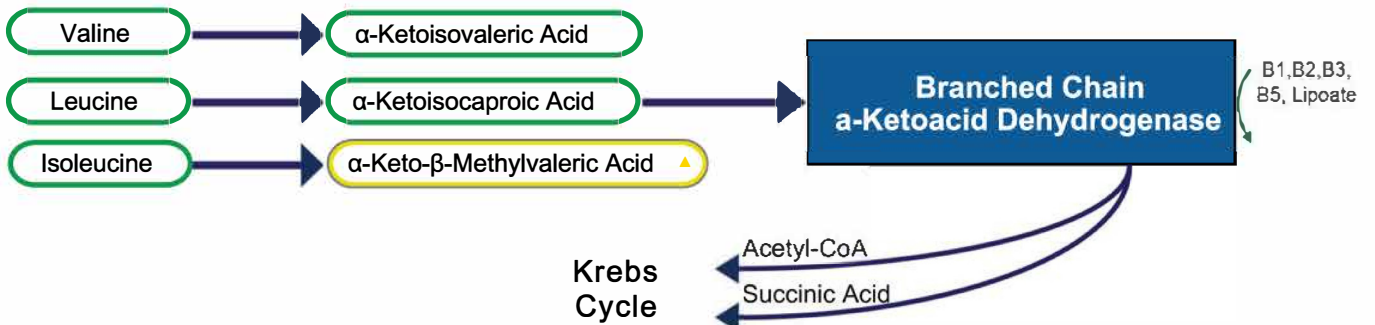 Valine
α-Ketoisovaleric Acid
Leucine
α-Ketoisocaproic Acid
Isoleucine
α-Keto-β-Methylvaleric Acid
Branched Chain
a-Ketoacid Dehydrogenase
B1,B2,B3,
B5, Lipoate
Acetyl-CoA
Succinic Acid
Krebs
Cycle